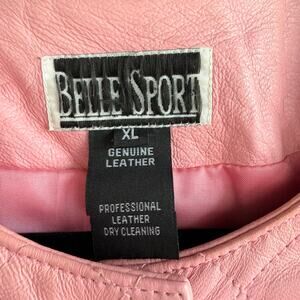 BELLE SPORT
XL
GENUINE
LEATHER
PROFESSIONAL
LEATHER
DRY CLEANING